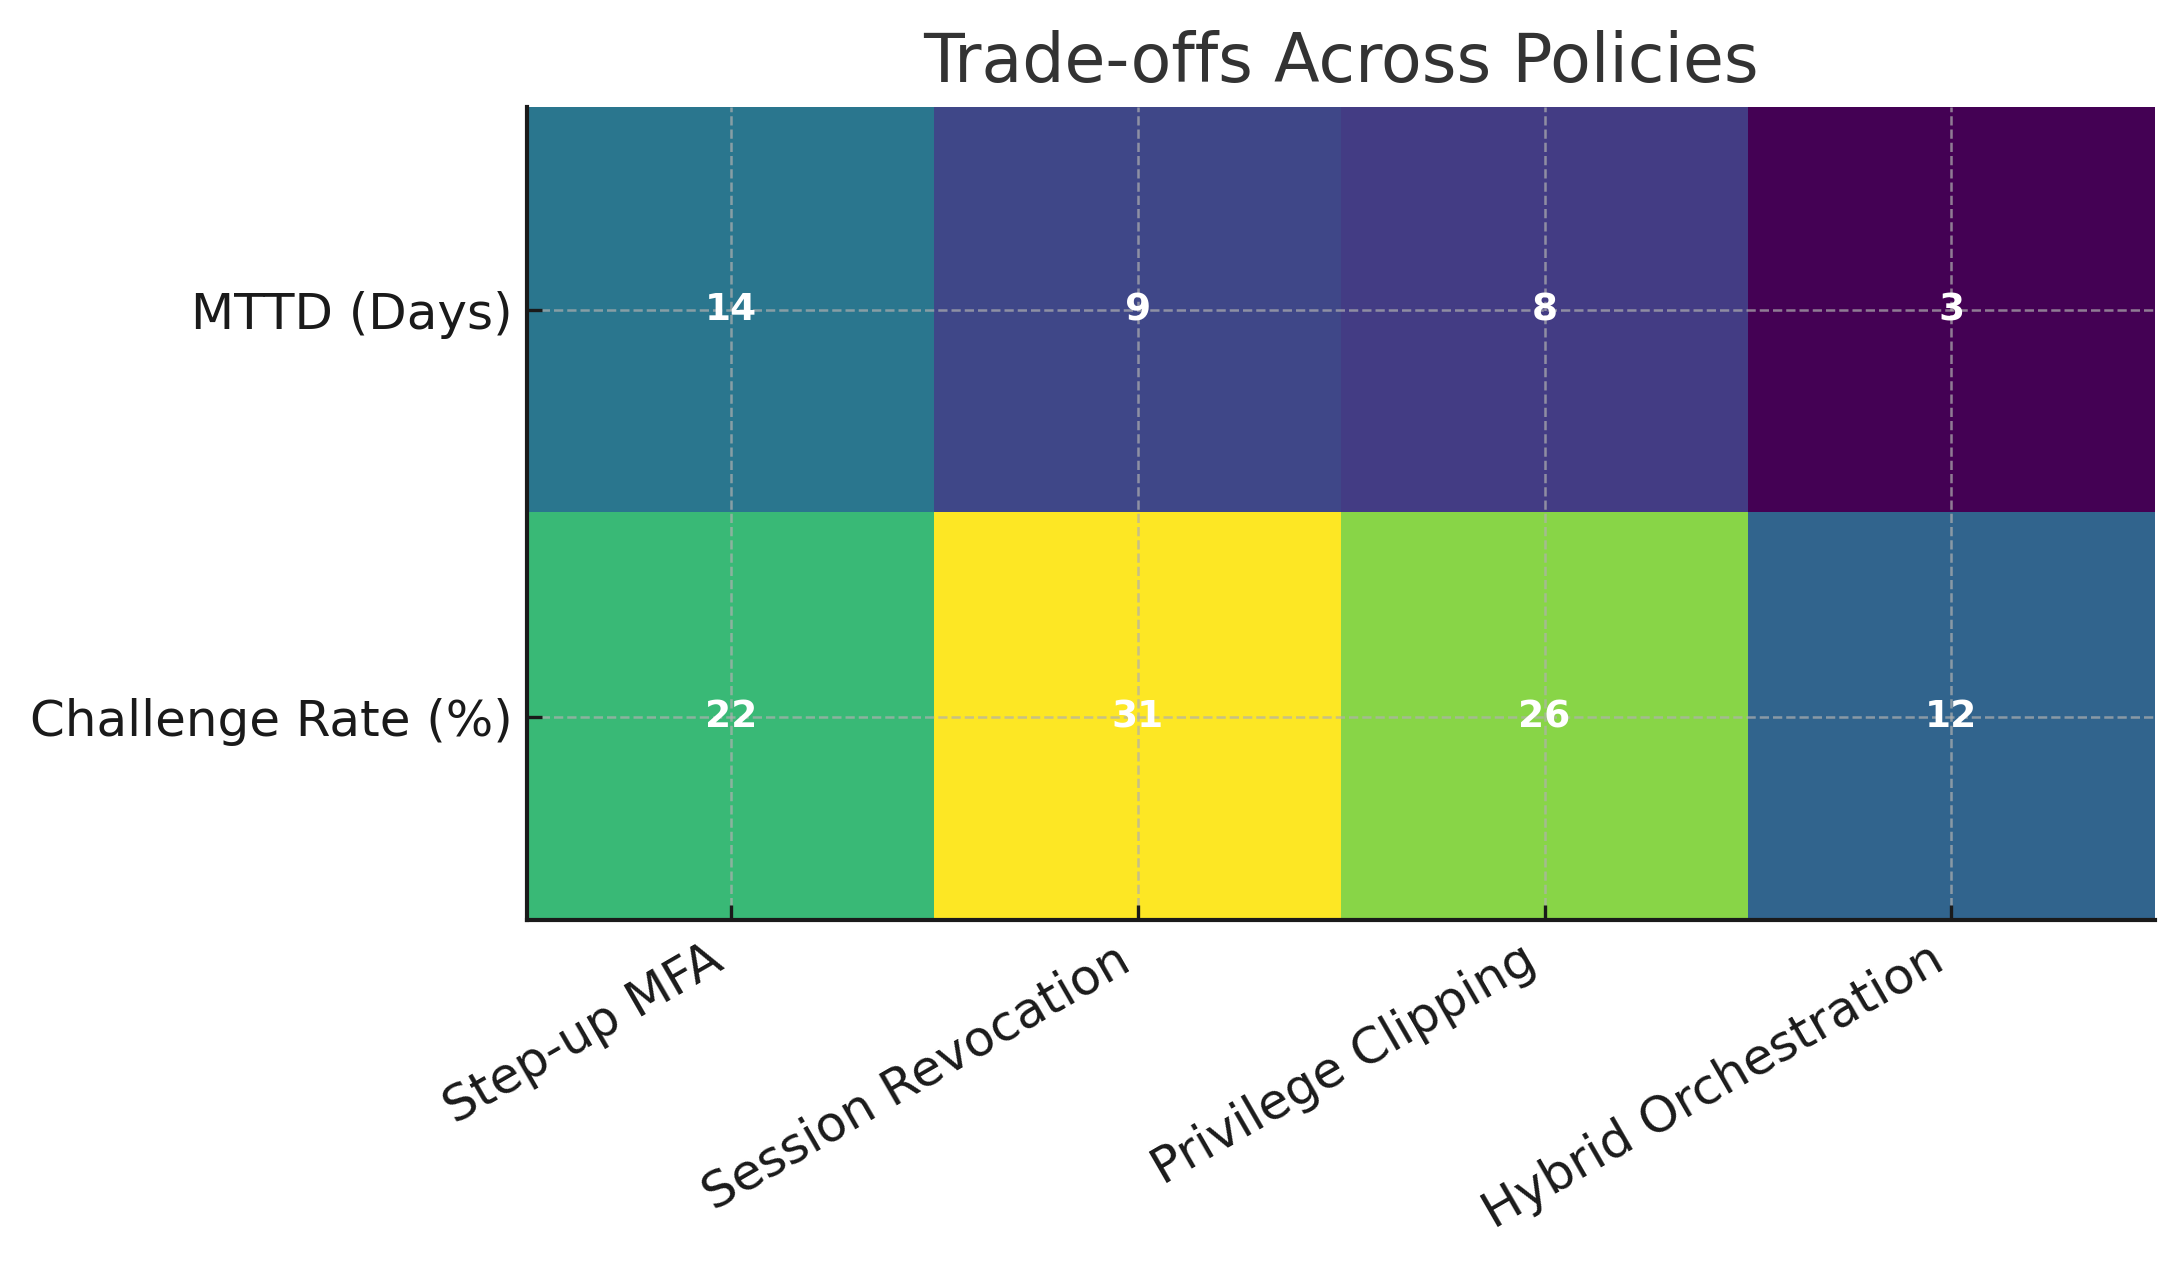 Trade-offs Across Policies
MTTD (Days) 14 9 8 3
Challenge Rate (%) 22 31 26 12
Step-up MFA
Session Revocation
Privilege Clipping
Hybrid Orchestration